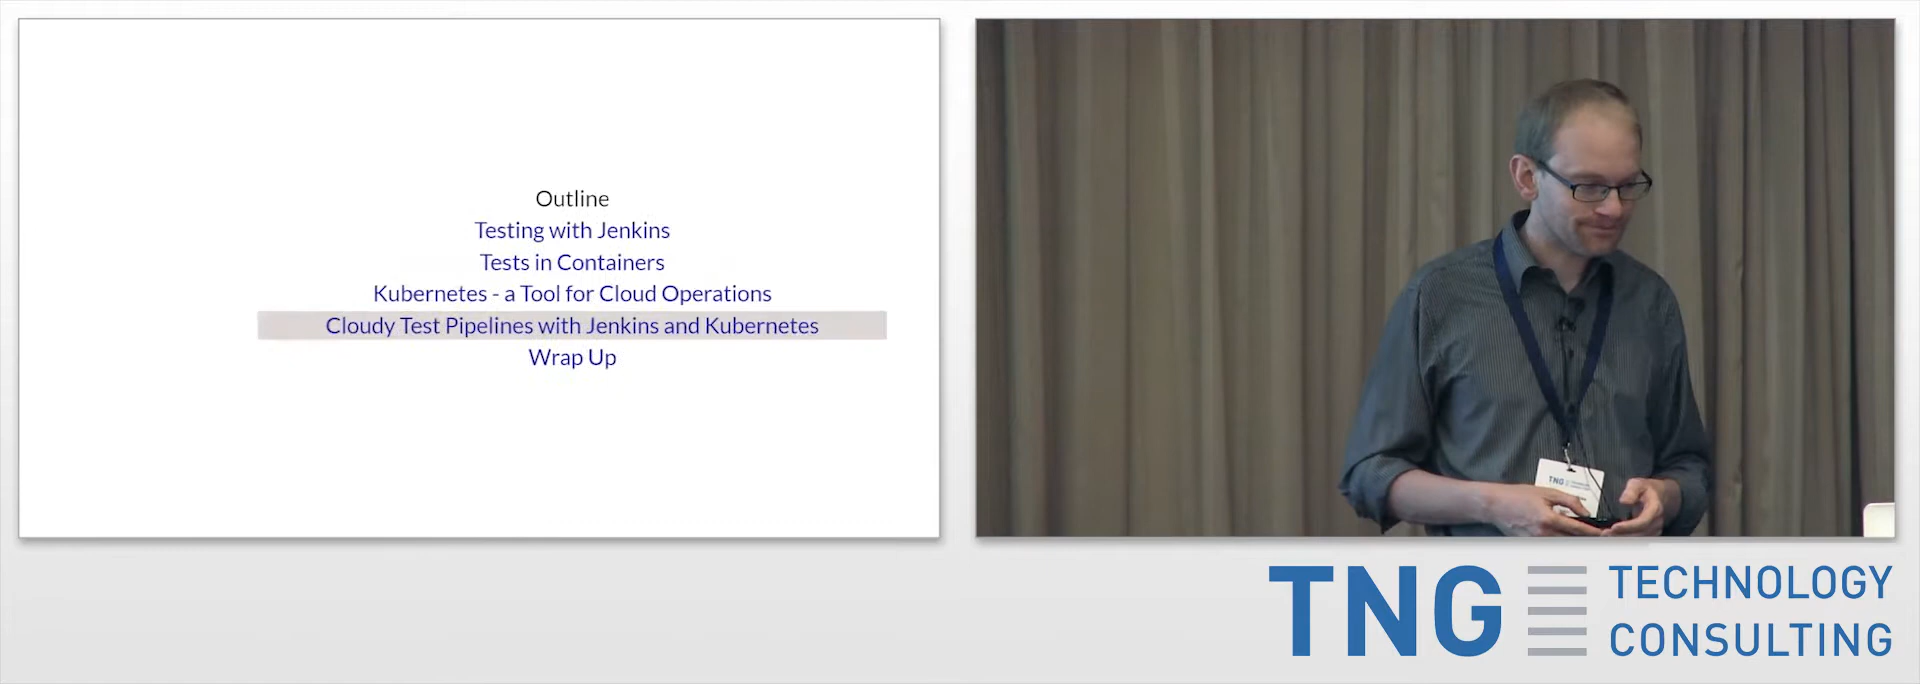 Outline
Testing with Jenkins
Tests in Containers
Kubernetes - a Tool for Cloud Operations
Cloudy Test Pipelines with Jenkins and Kubernetes
Wrap Up
TNG
TNG TECHNOLOGY
CONSULTING